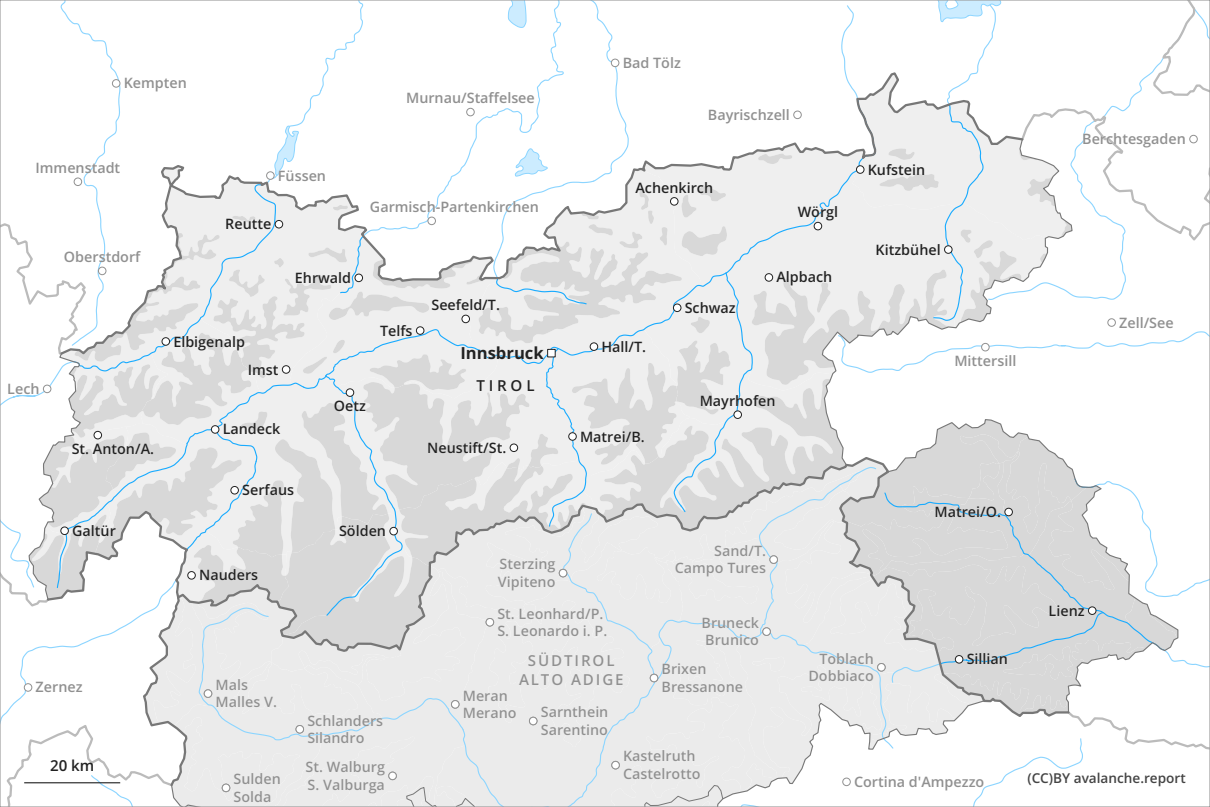 Bad Tölz
Kempten
Murnau/Staffelsee
Bayrischzell
Berchtesgaden
Immenstadt
Füssen
Kufstein
Achenkirch
Garmisch-Partenkirchen
Wörgl
Reutte
Kitzbühel
Oberstdorf
Ehrwald
Alpbach
Seefeld/T.
Schwaz
Zell/See
Telfs
Elbigenalp
Innsbruck
Hall/T.
Mittersill
Imst
TIROL
Lech
Oetz
Mayrhofen
Landeck
Matrei/B.
St. Anton/A.
Neustift/St.
Serfaus
Matrei/O.
Galtür
Sölden
Sand/T.
Campo Tures
Sterzing
Vipiteno
Nauders
Lienz
St. Leonhard/P.
S. Leonardo i. P.
Bruneck
Brunico
SÜDTIROL
ALTO ADIGE
Toblach
Dobbiaco
Sillian
Brixen
Bressanone
Zernez
Mals
Malles V.
Meran
Merano
Sarnthein
Sarentino
Schlanders
Silandro
Kastelruth
Castelrotto
20 km
St. Walburg
S. Valburga
Sulden
Solda
Cortina d'Ampezzo
(CC)BY avalanche.report